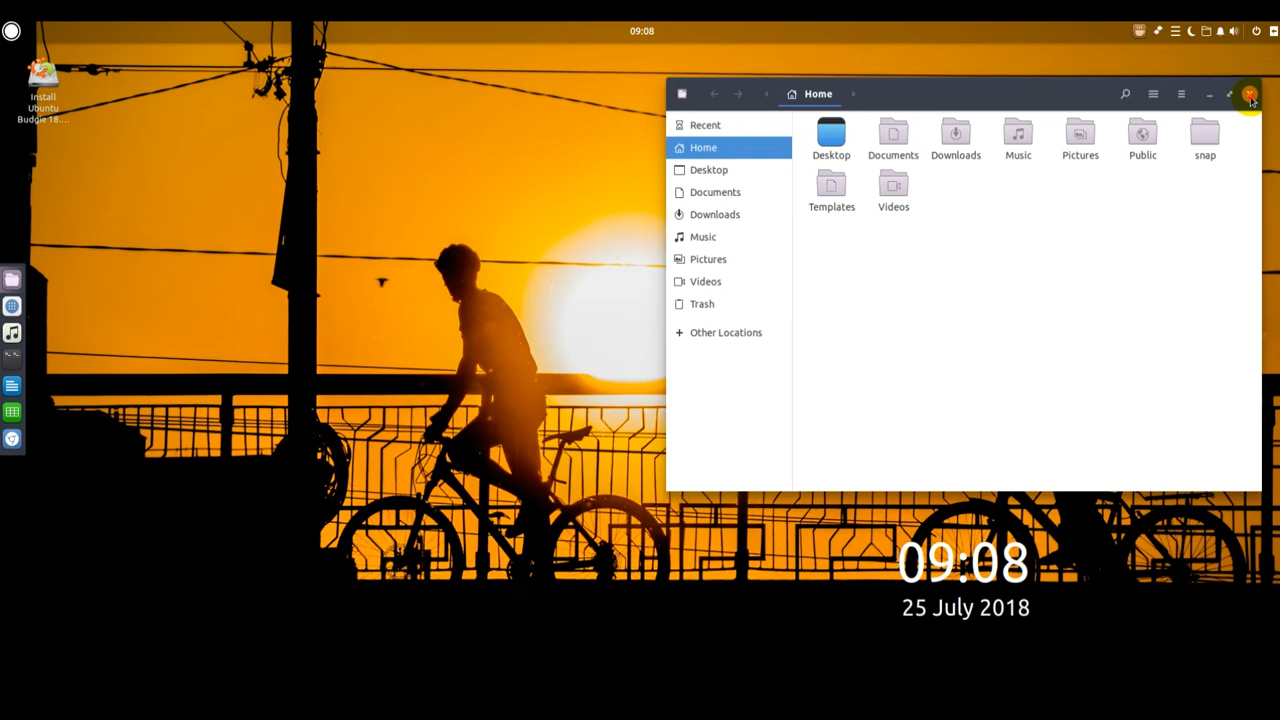 09:08
Install
Ubuntu
Budgie 18....
Home
Recent
Home
Desktop
Documents
Downloads
Music
Pictures
Videos
Trash
Other Locations
Desktop
Documents
Downloads
Music
Pictures
Public
snap
Templates
Videos
09:08
25 July 2018